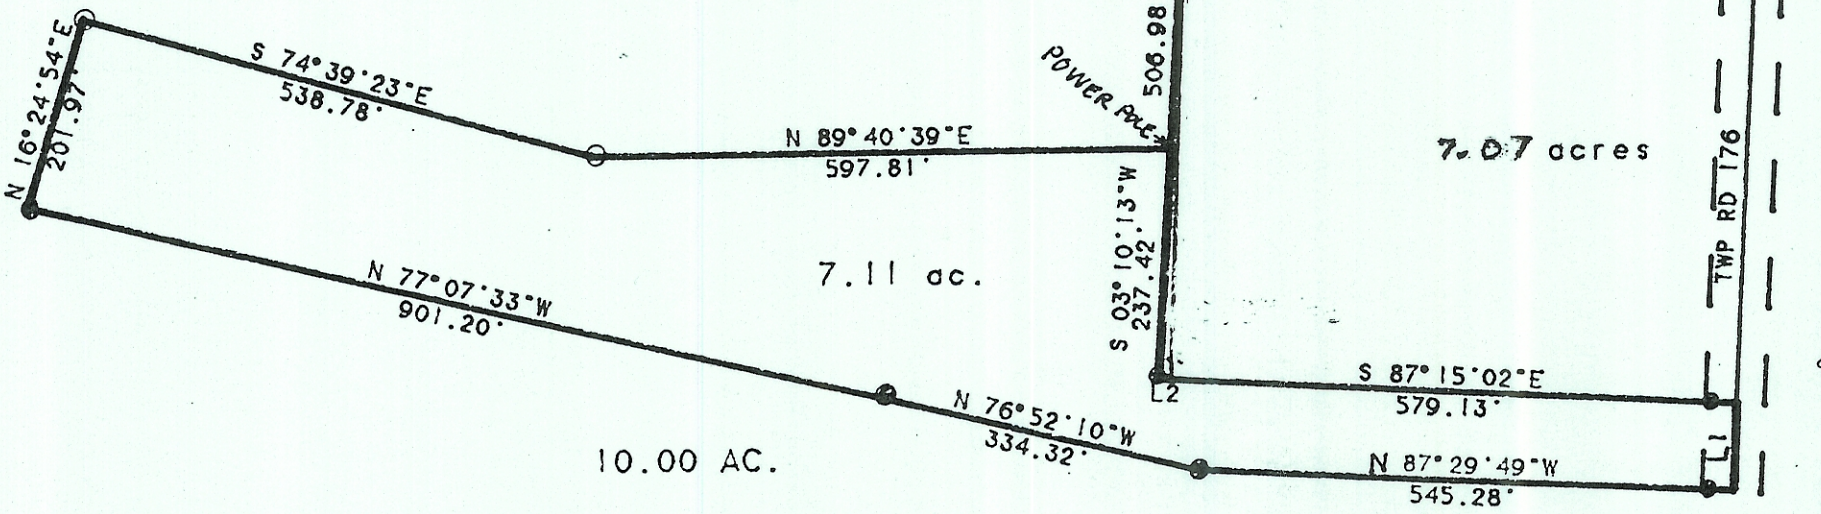 N 16°24'54"E
201.97'
S 74°39'23"E
538.78'
N 89°40'39"E
597.81'
POWER POLE
506.98
S 03°10'13"W
237.42'
7.07 acres
TWP RD 176
7.11 ac.
N 77°07'33"W
901.20'
L2
S 87°15'02"E
579.13'
N 76°52'10"W
334.32'
L1
N 87°29'49"W
545.28'
10.00 AC.